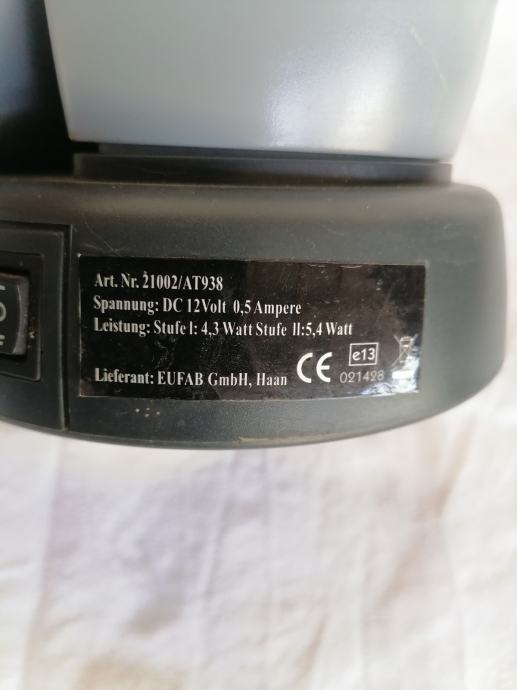 Art. Nr. 21002/AT938
Spannung: DC 12Volt 0,5 Ampere
Leistung: Stufe I: 4,3 Watt Stufe II:5,4 Watt
Lieferant: EUFAB GmbH, Haan CE e13
021428